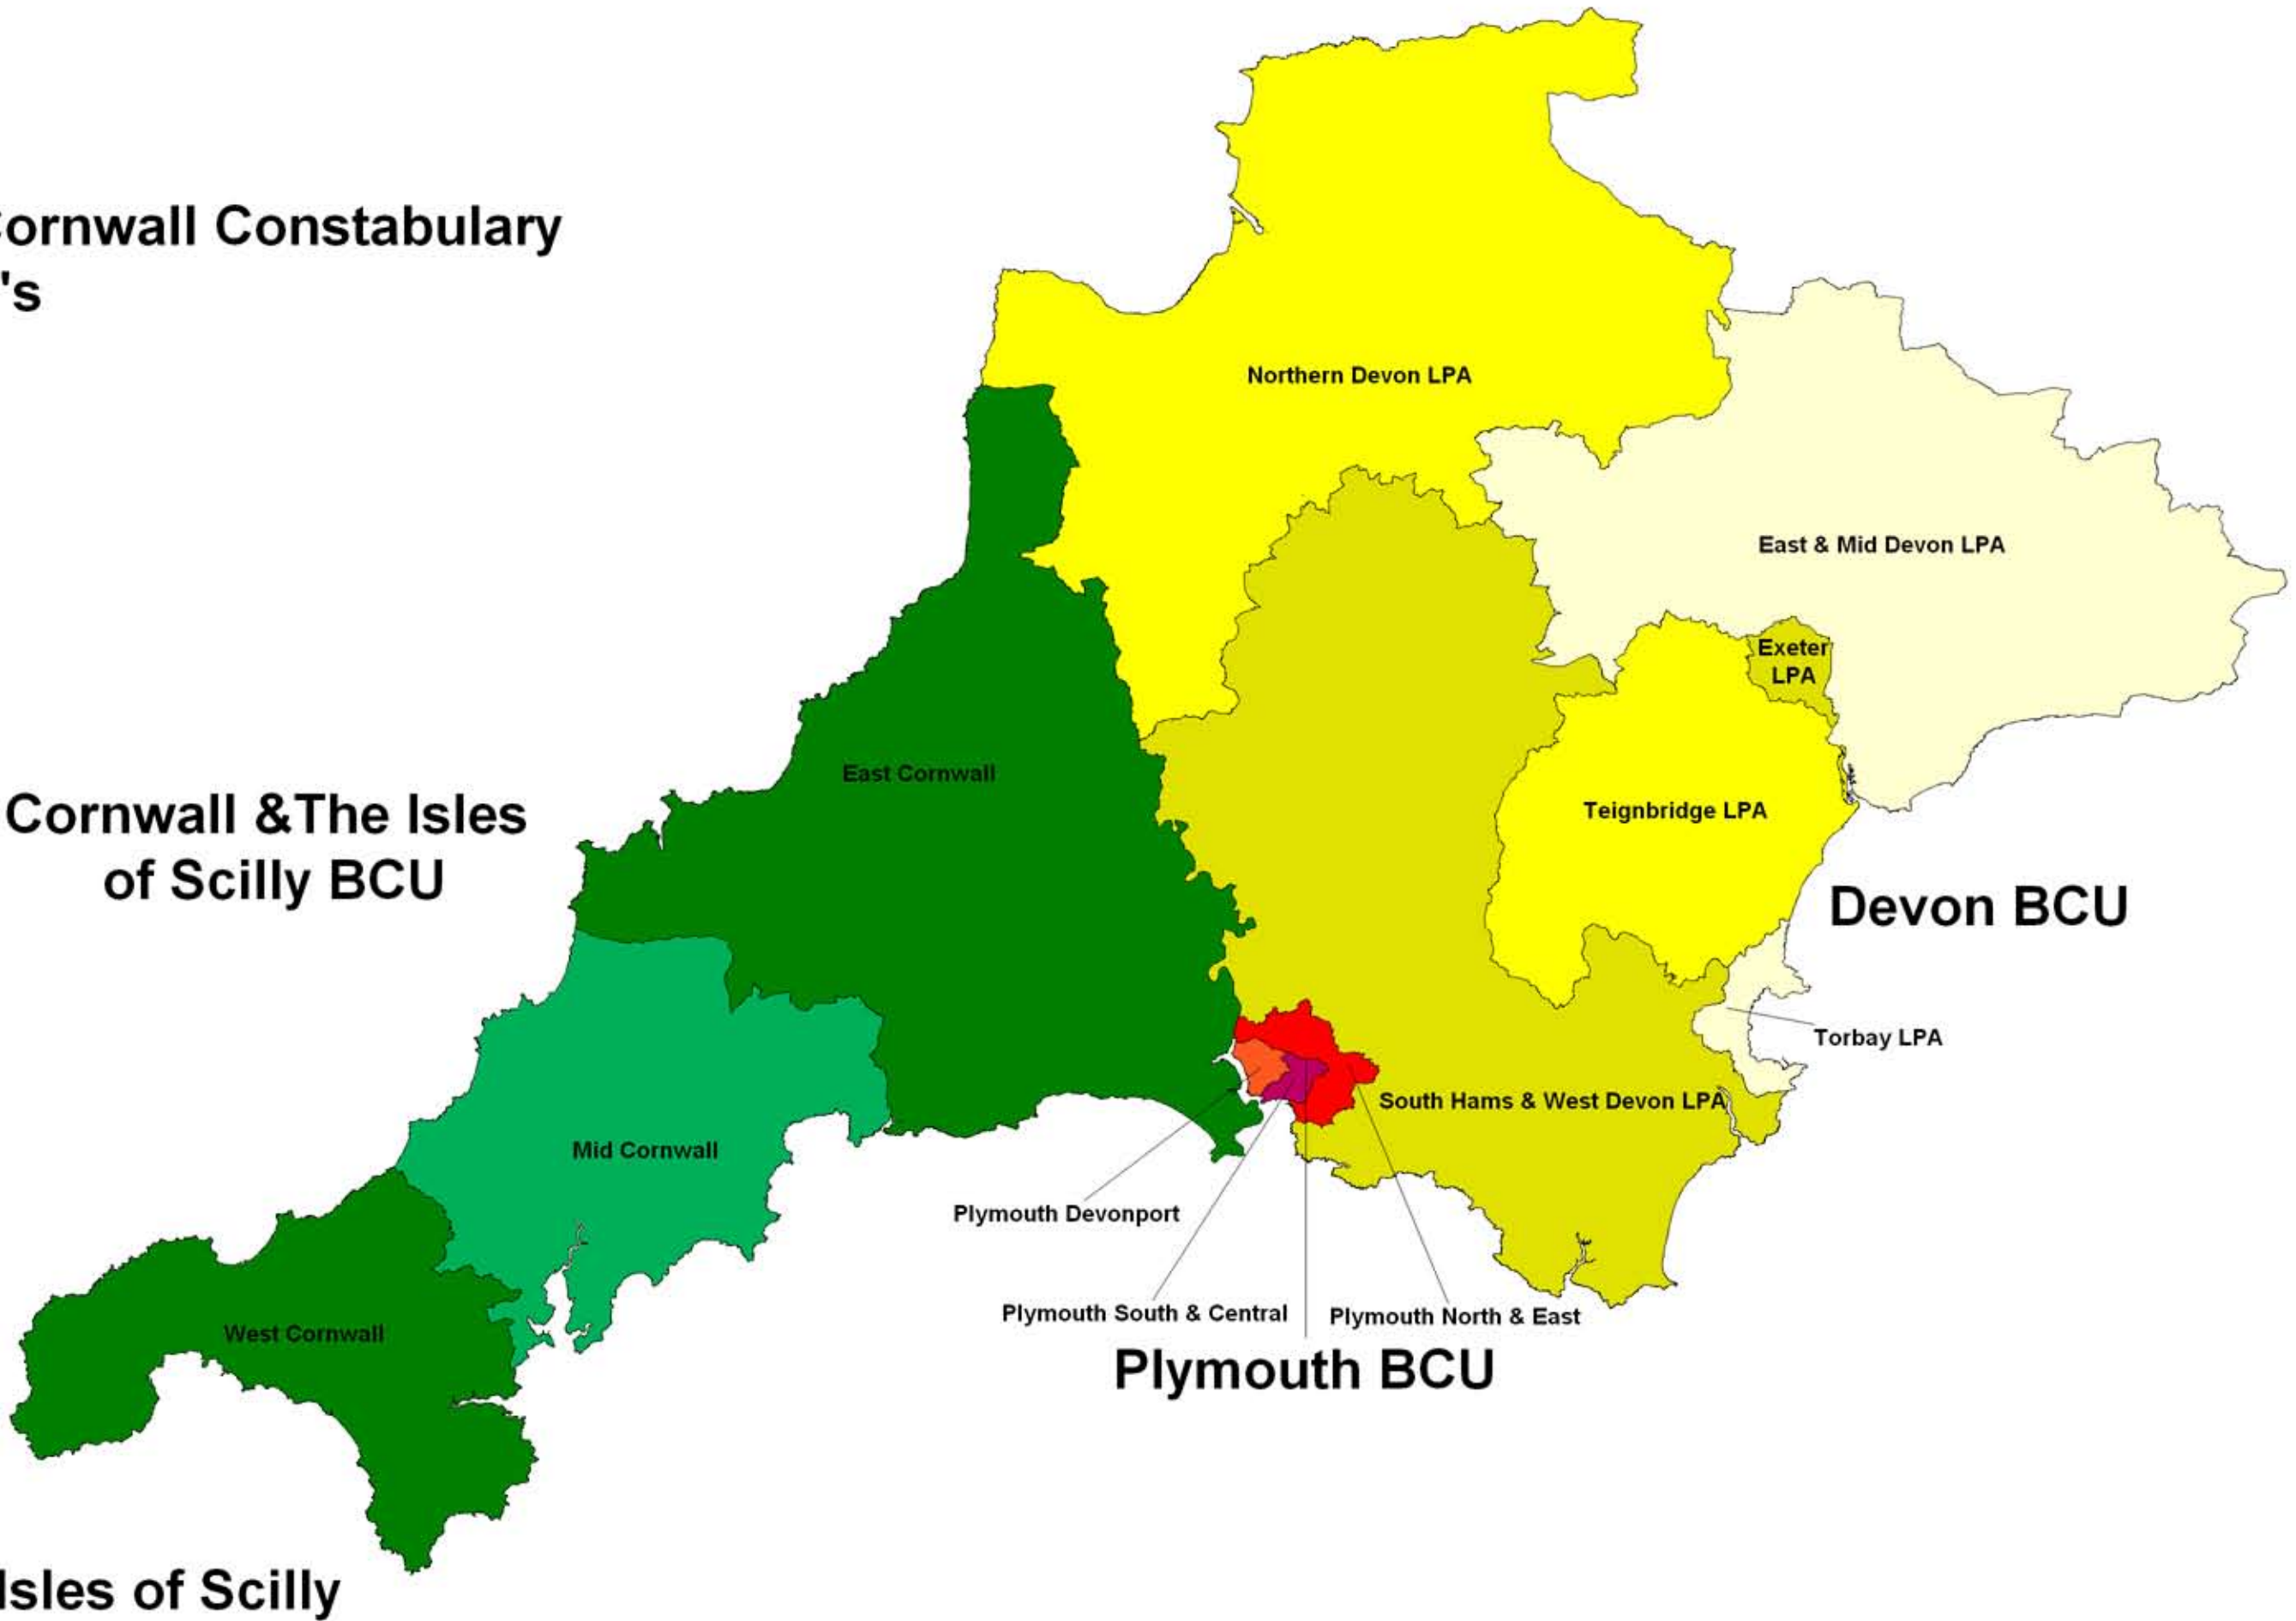 Cornwall Constabulary
's
Northern Devon LPA
East & Mid Devon LPA
Exeter
LPA
East Cornwall
Cornwall &The Isles
of Scilly BCU
Teignbridge LPA
Devon BCU
Torbay LPA
South Hams & West Devon LPA
Mid Cornwall
Plymouth Devonport
Plymouth South & Central
Plymouth North & East
West Cornwall
Plymouth BCU
Isles of Scilly